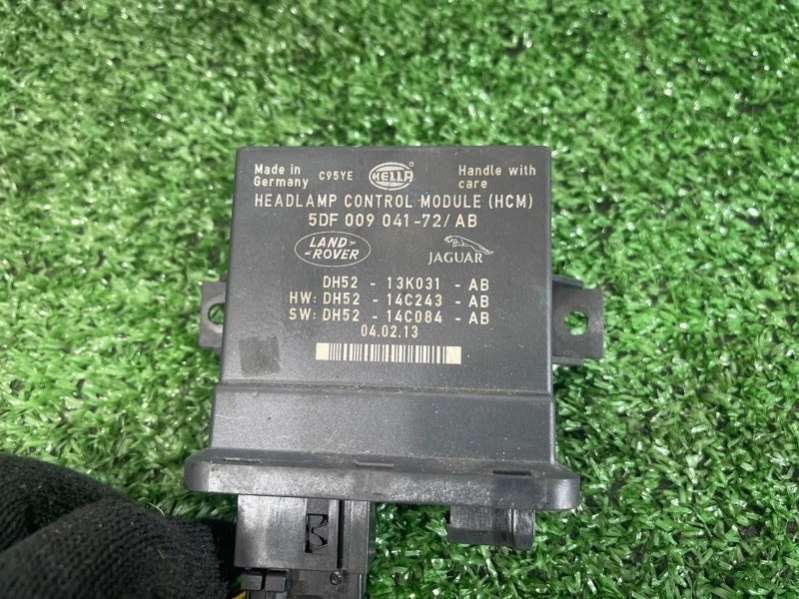 Made in Germany C95YE HELLA Handle with care
HEADLAMP CONTROL MODULE (HCM)
5DF 009 041-72/AB
LAND-ROVER JAGUAR
DH52 - 13K031 - AB
HW: DH52 - 14C243 - AB
SW: DH52 - 14C084 - AB
04.02.13